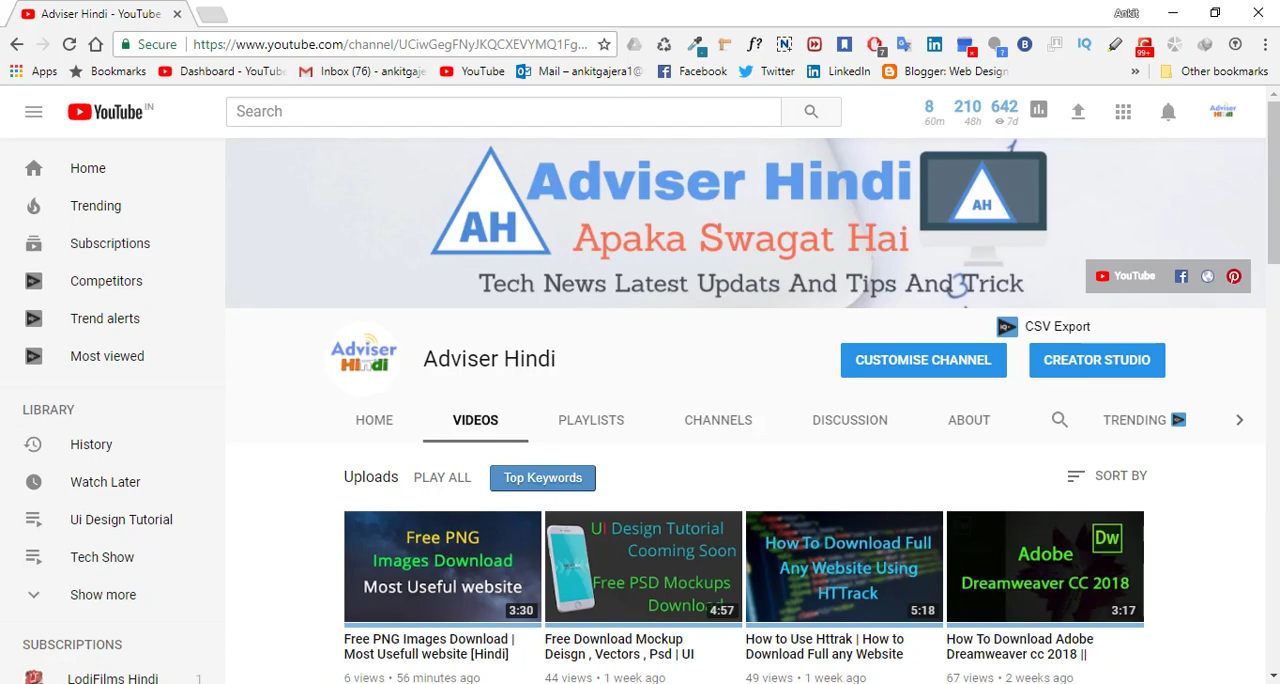 Adviser Hindi - YouTube
Ankit
Secure
https://www.youtube.com/channel/UCiwGegFNyJKQCXEVYMQ1Fg...
f?
N
7
?
B
IQ
99+
Apps
Bookmarks
Dashboard - YouTube
Inbox (76) - ankitgaje
YouTube
Mail – ankitgajera1@
Facebook
Twitter
LinkedIn
Blogger: Web Design
»
Other bookmarks
YouTube IN
Search
8 210 642
60m 48h 7d
Adviser
Hindi
Home
Trending
Subscriptions
Competitors
Trend alerts
Most viewed
LIBRARY
History
Watch Later
Ui Design Tutorial
Tech Show
Show more
SUBSCRIPTIONS
LodiFilms Hindi 1
AH
Adviser Hindi
AH
Apaka Swagat Hai
Tech News Latest Updats And Tips And Trick
YouTube
CSV Export
Adviser
Hindi
Adviser Hindi
CUSTOMISE CHANNEL
CREATOR STUDIO
HOME
VIDEOS
PLAYLISTS
CHANNELS
DISCUSSION
ABOUT
TRENDING
Uploads
PLAY ALL
Top Keywords
SORT BY
Free PNG
Images Download
Most Useful website
3:30
Free PNG Images Download |
Most Usefull website [Hindi]
6 views • 56 minutes ago
UI Design Tutorial
Cooming Soon
Free PSD Mockups
Download
4:57
Free Download Mockup
Deisgn , Vectors , Psd | UI
44 views • 1 week ago
How To Download Full
Any Website Using
HTTrack
5:18
How to Use Httrak | How to
Download Full any Website
49 views • 1 week ago
Dw
Adobe
Dreamweaver CC 2018
3:17
How To Download Adobe
Dreamweaver cc 2018 ||
67 views • 2 weeks ago